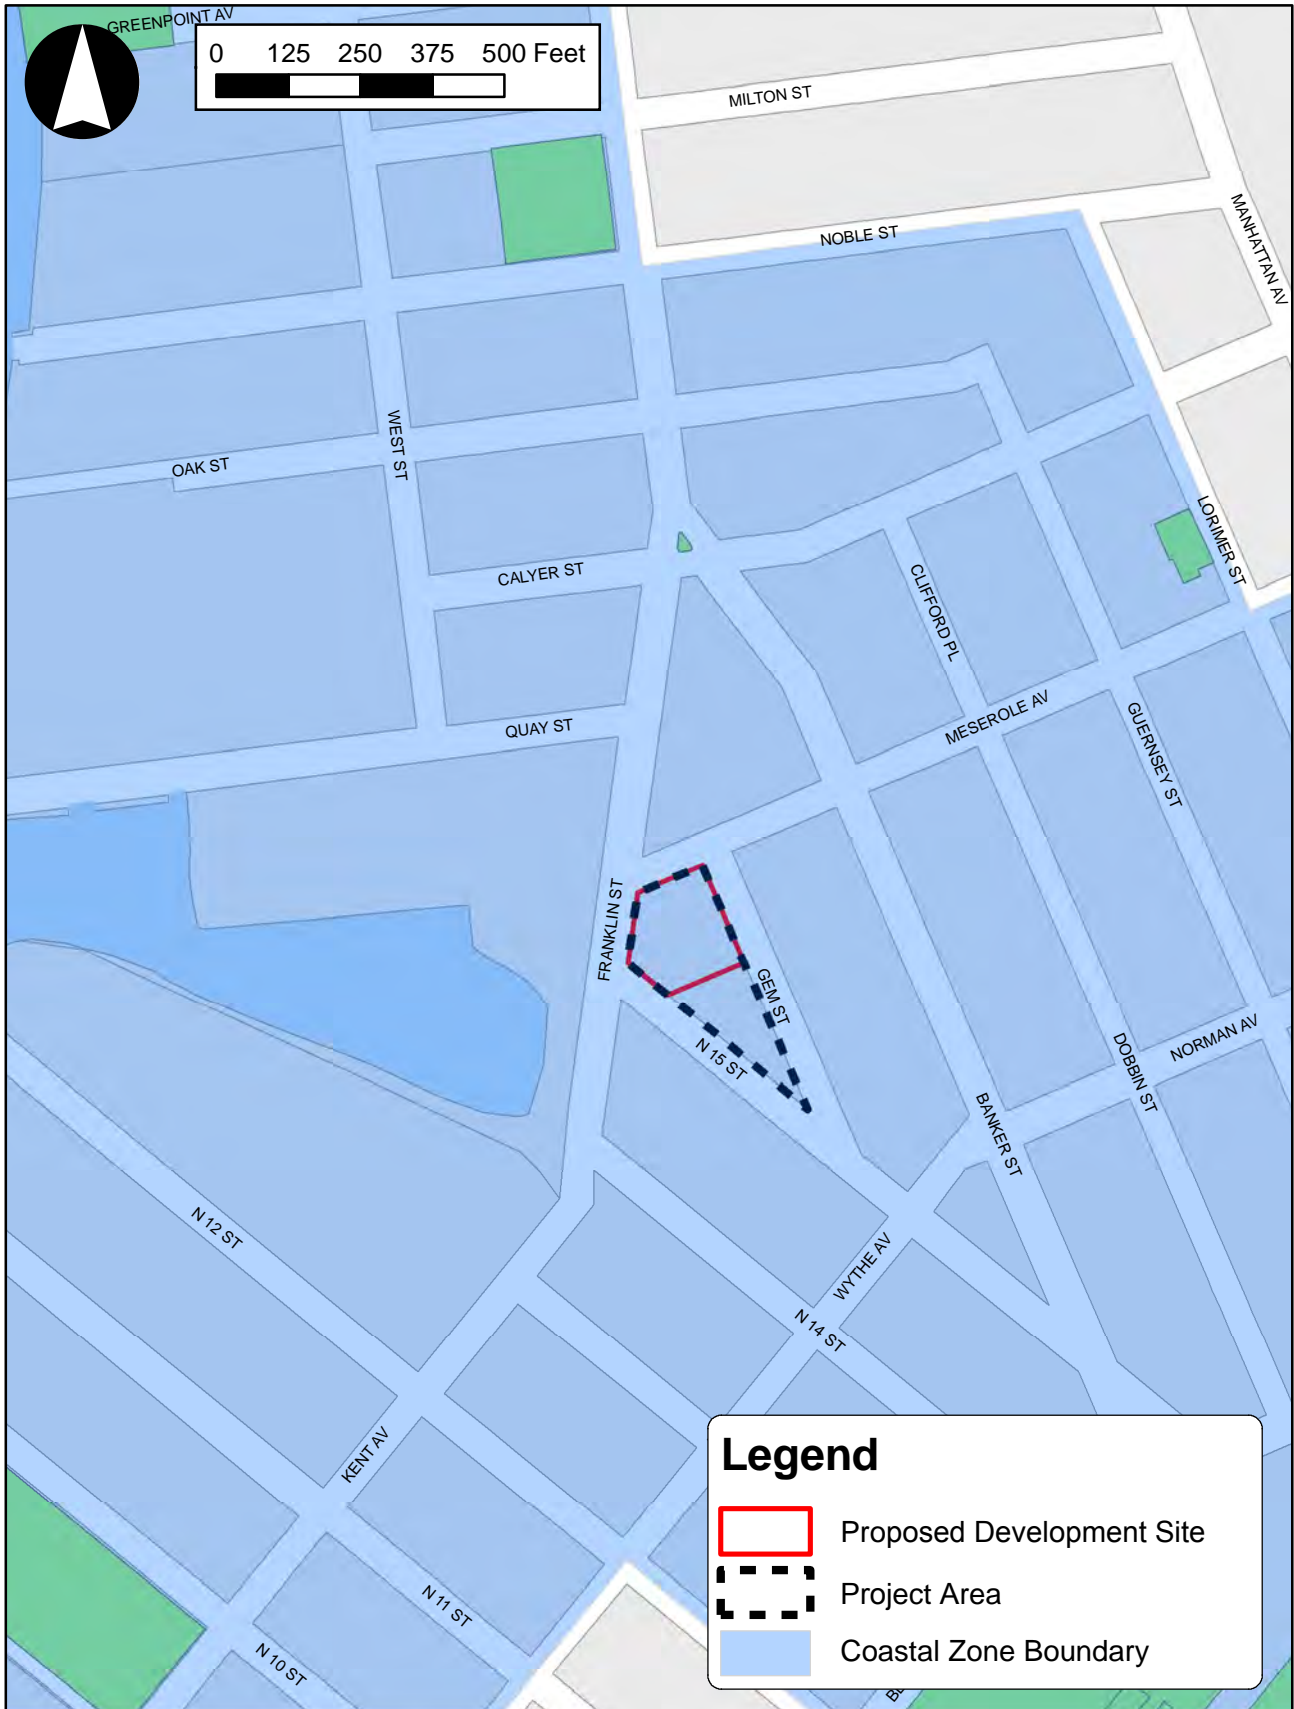 GREENPOINT AV
0 125 250 375 500 Feet
MILTON ST
MANHATTAN AV
NOBLE ST
WEST ST
OAK ST
LORIMER ST
CALYER ST
CLIFFORD PL
MESEROLE AV
GUERNSEY ST
QUAY ST
FRANKLIN ST
GEM ST
N 15 ST
NORMAN AV
DOBBIN ST
BANKER ST
N 12 ST
WYTHE AV
N 14 ST
KENT AV
N 11 ST
N 10 ST
Legend
Proposed Development Site
Project Area
Coastal Zone Boundary